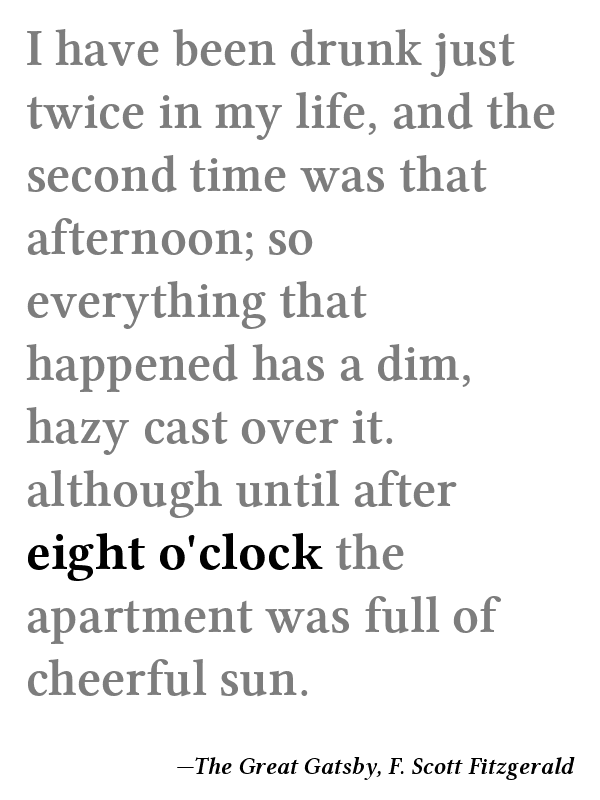 I have been drunk just
twice in my life, and the
second time was that
afternoon; so
everything that
happened has a dim,
hazy cast over it.
although until after
eight o'clock the
apartment was full of
cheerful sun.
—The Great Gatsby, F. Scott Fitzgerald